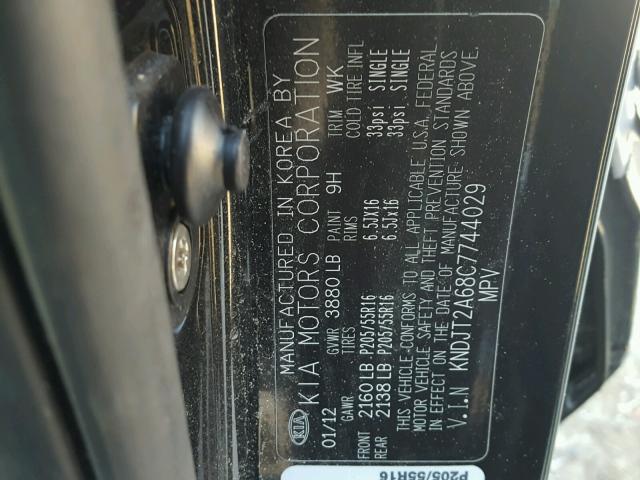 KIA
MANUFACTURED IN KOREA BY
KIA MOTORS CORPORATION
01/12 GVWR 3880 LB PAINT 9H TRIM WK
GAWR TIRES RIMS COLD TIRE INFL
FRONT 2160 LB P205/55R16 6.5JX16 33psi SINGLE
REAR 2138 LB P205/55R16 6.5Jx16 33psi SINGLE
THIS VEHICLE CONFORMS TO ALL APPLICABLE U.S.A. FEDERAL
MOTOR VEHICLE SAFETY AND THEFT PREVENTION STANDARDS
IN EFFECT ON THE DATE OF MANUFACTURE SHOWN ABOVE.
V.I.N KNDJT2A68C7744029
MPV
P205/55R16